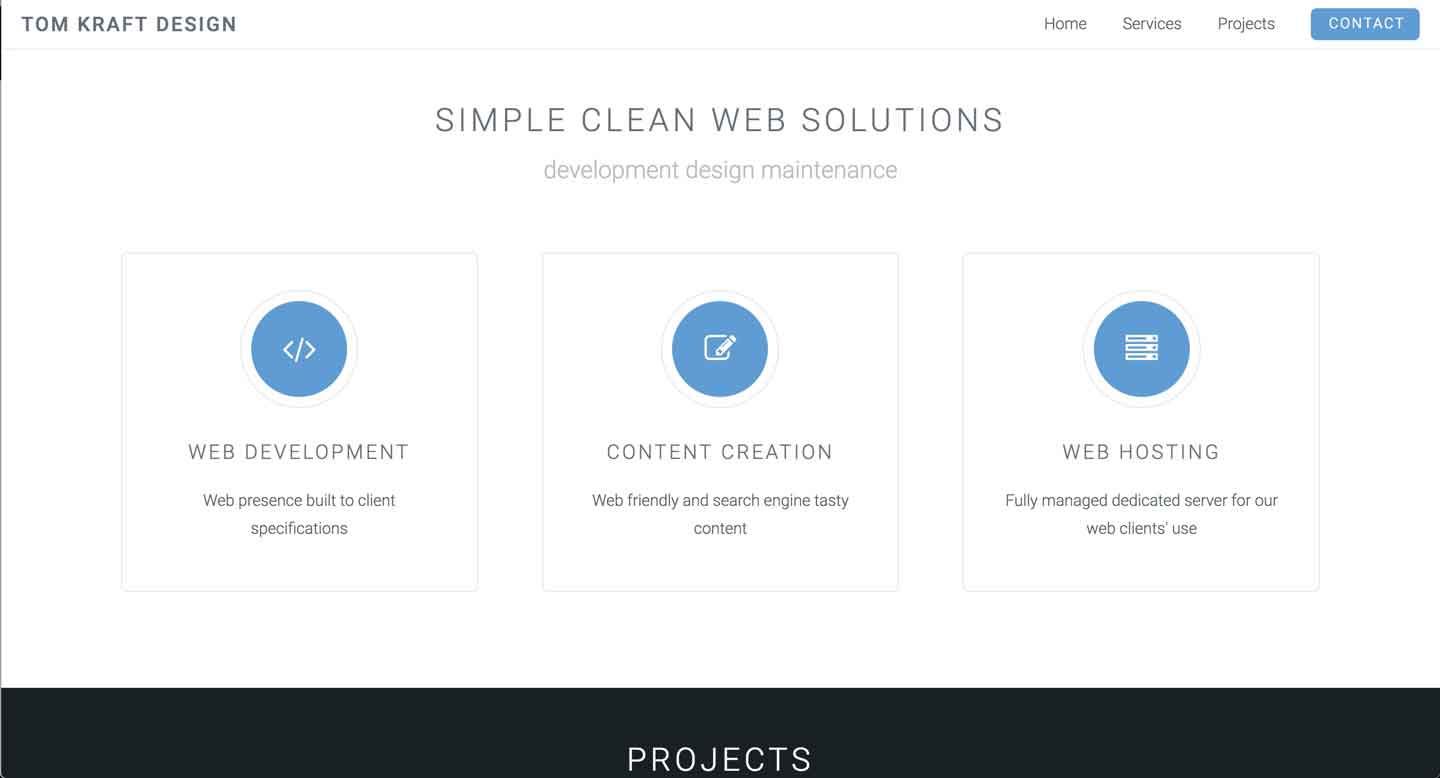 TOM KRAFT DESIGN
Home Services Projects CONTACT
SIMPLE CLEAN WEB SOLUTIONS
development design maintenance
WEB DEVELOPMENT
Web presence built to client
specifications
CONTENT CREATION
Web friendly and search engine tasty
content
WEB HOSTING
Fully managed dedicated server for our
web clients' use
PROJECTS